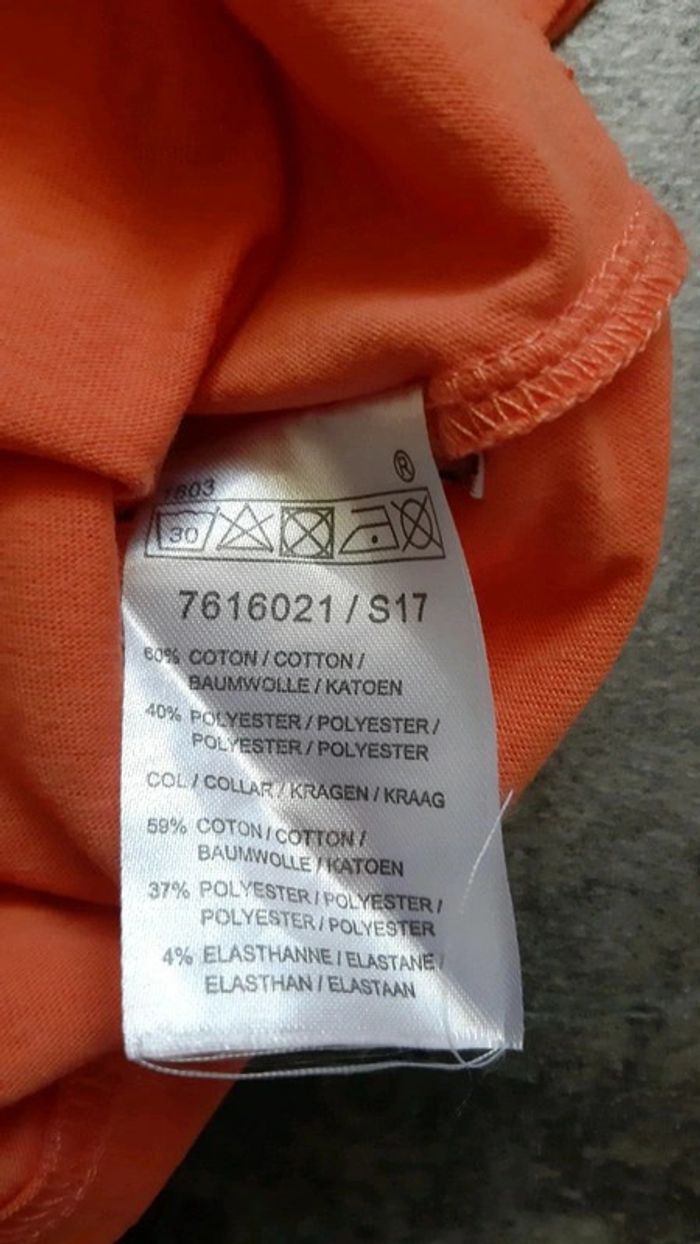 ®
1803
30
7616021 / S17
60% COTON / COTTON /
BAUMWOLLE / KATOEN
40% POLYESTER / POLYESTER /
POLYESTER / POLYESTER
COL / COLLAR / KRAGEN / KRAAG
59% COTON / COTTON /
BAUMWOLLE / KATOEN
37% POLYESTER / POLYESTER /
POLYESTER / POLYESTER
4% ELASTHANNE / ELASTANE /
ELASTHAN / ELASTAAN